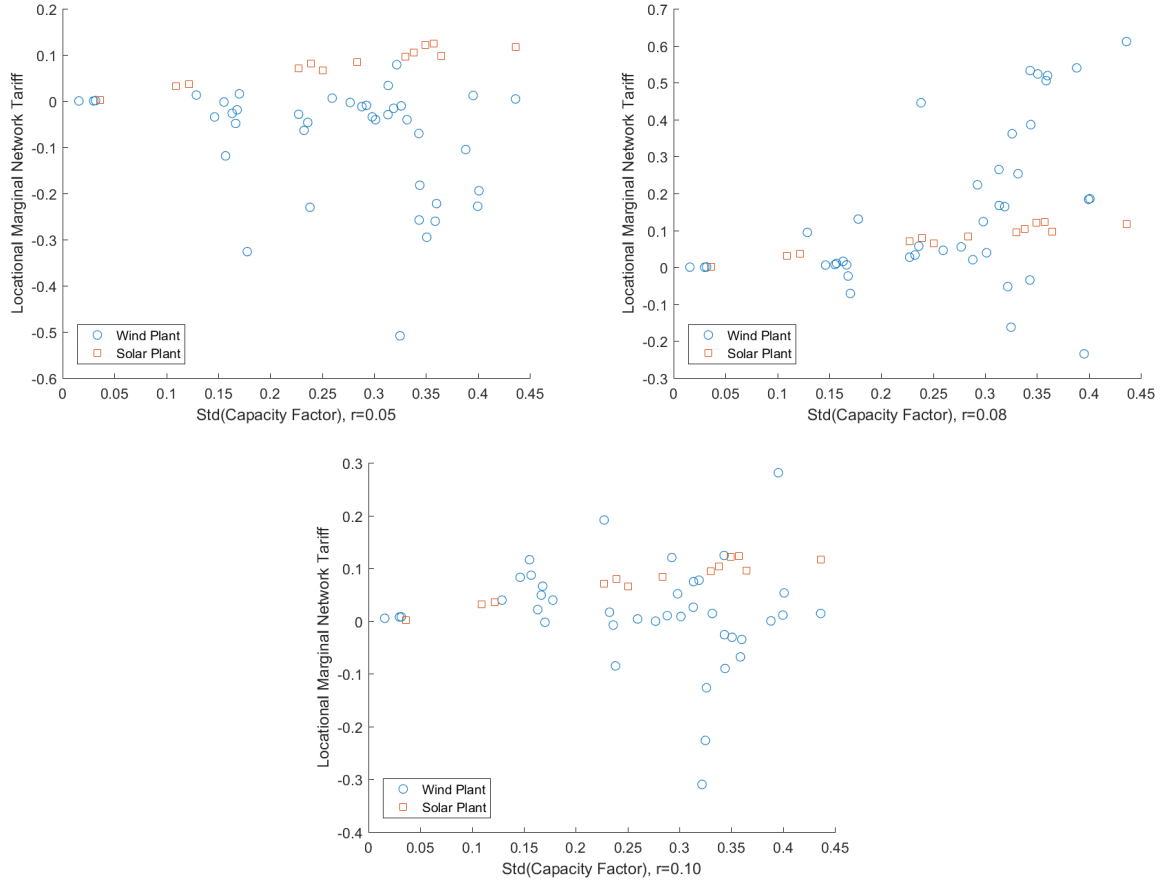 0.2
0.1
0
-0.1
-0.2
-0.3
-0.4
-0.5
-0.6
Locational Marginal Network Tariff
Wind Plant
Solar Plant
0 0.05 0.1 0.15 0.2 0.25 0.3 0.35 0.4 0.45
Std(Capacity Factor), r=0.05
0.7
0.6
0.5
0.4
0.3
0.2
0.1
0
-0.1
-0.2
-0.3
Locational Marginal Network Tariff
Wind Plant
Solar Plant
0 0.05 0.1 0.15 0.2 0.25 0.3 0.35 0.4 0.45
Std(Capacity Factor), r=0.08
0.3
0.2
0.1
0
-0.1
-0.2
-0.3
-0.4
Locational Marginal Network Tariff
Wind Plant
Solar Plant
0 0.05 0.1 0.15 0.2 0.25 0.3 0.35 0.4 0.45
Std(Capacity Factor), r=0.10